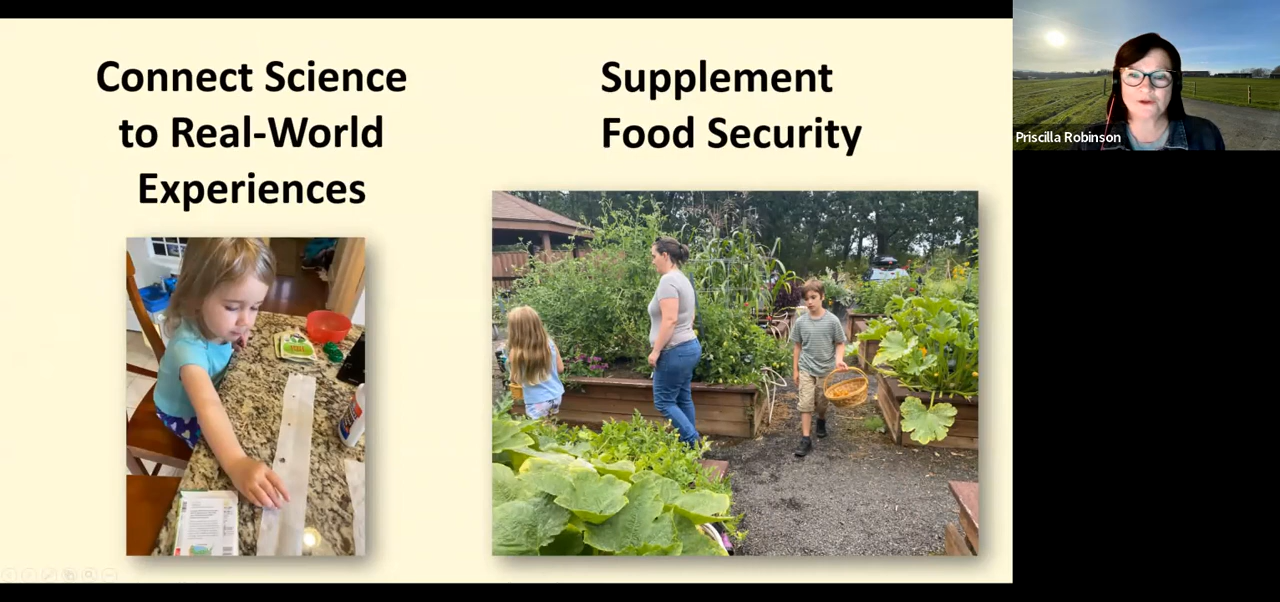 Connect Science
to Real-World
Experiences
Supplement
Food Security
Priscilla Robinson